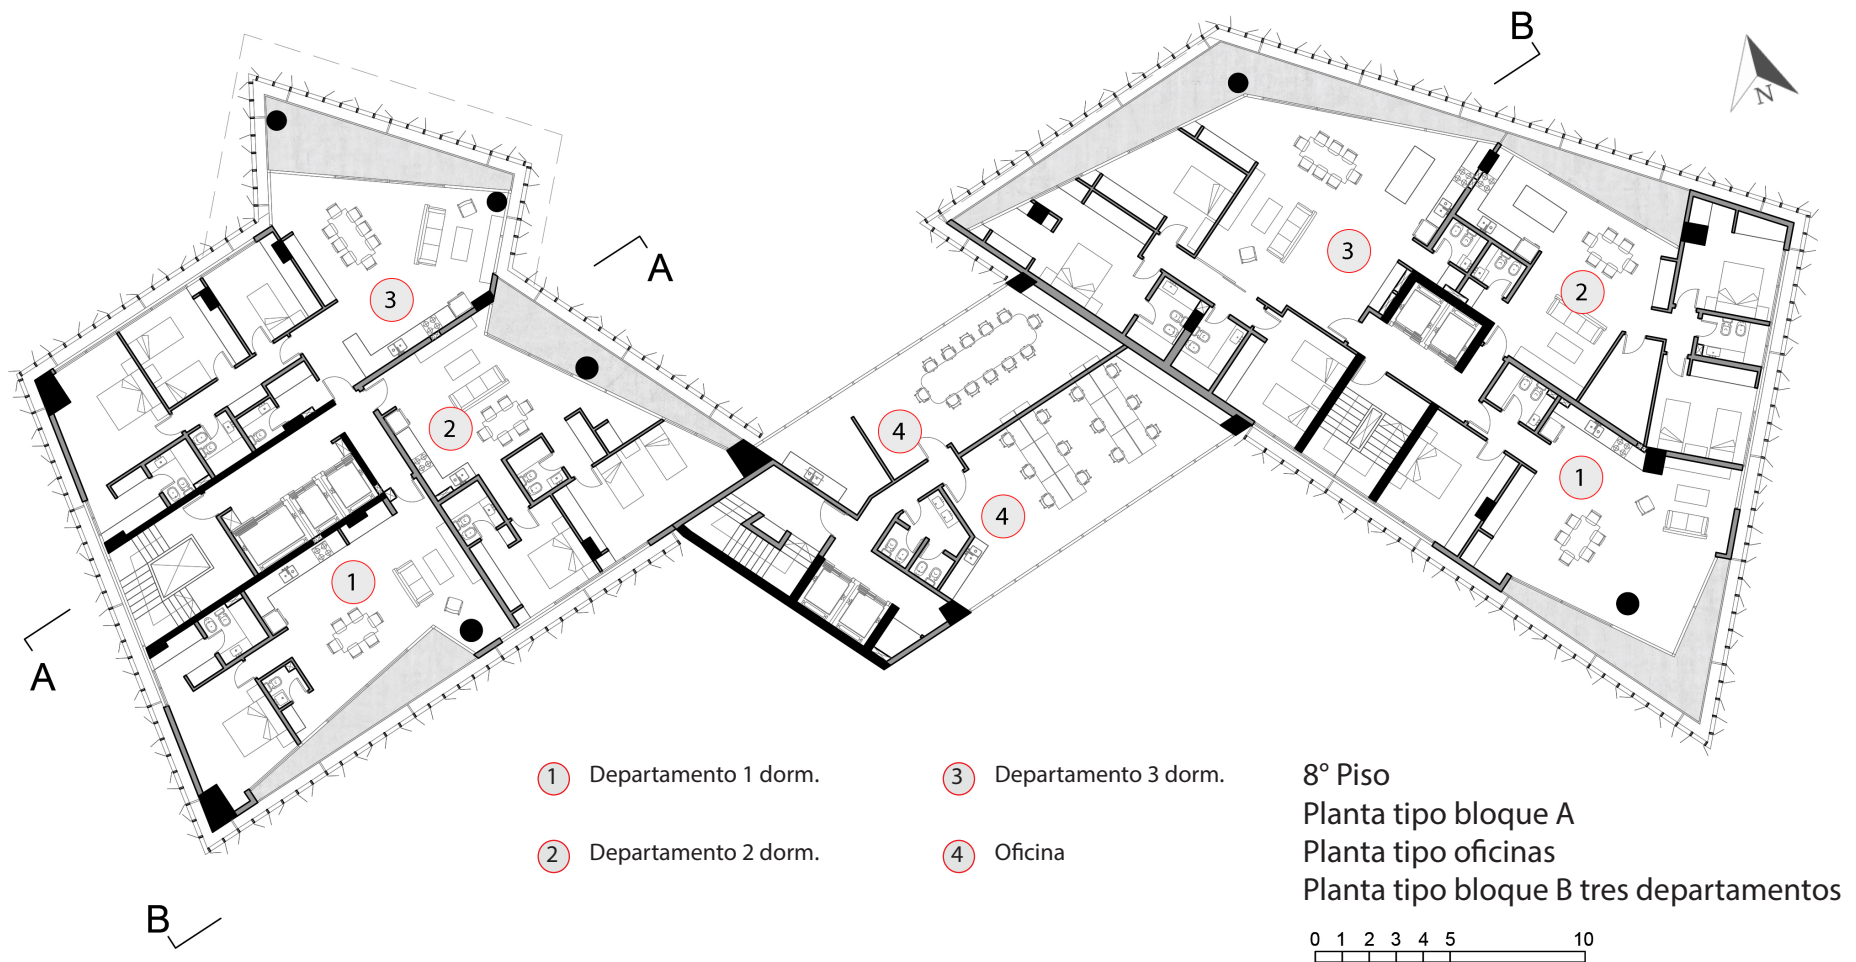 B
N
A
3
3
2
2
4
1
4
1
A
1 Departamento 1 dorm.
3 Departamento 3 dorm.
2 Departamento 2 dorm.
4 Oficina
8° Piso
Planta tipo bloque A
Planta tipo oficinas
Planta tipo bloque B tres departamentos
B
0 1 2 3 4 5 10